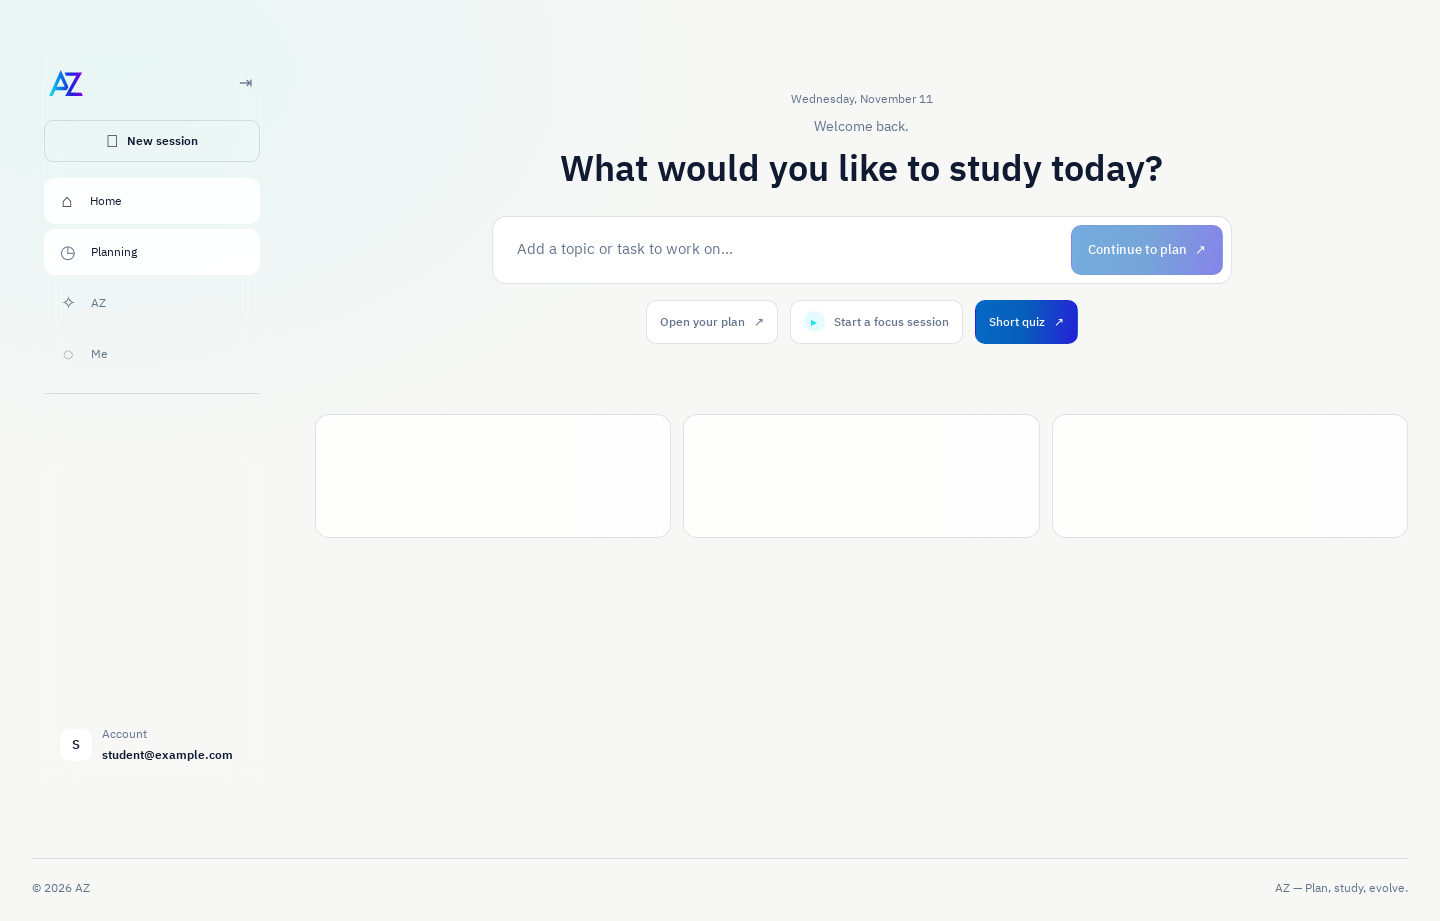 AZ
New session
Home
Planning
AZ
Me
Account
S
student@example.com
Wednesday, November 11
Welcome back.
What would you like to study today?
Add a topic or task to work on...
Continue to plan ↗
Open your plan ↗
Start a focus session
Short quiz ↗
© 2026 AZ
AZ — Plan, study, evolve.